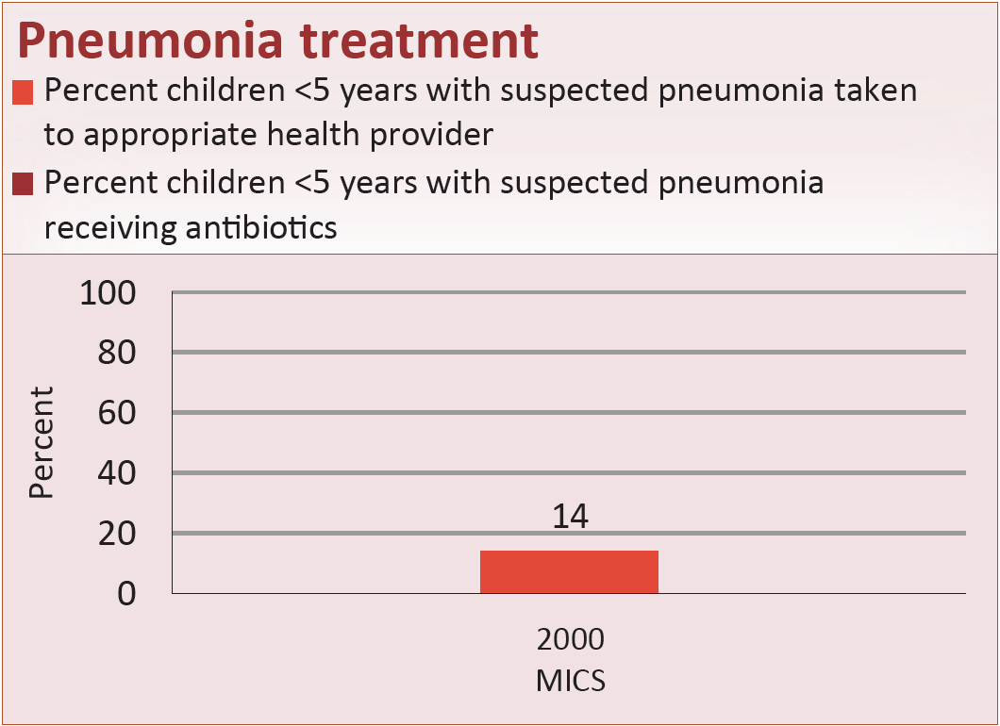 Pneumonia treatment
Percent children <5 years with suspected pneumonia taken
to appropriate health provider
Percent children <5 years with suspected pneumonia
receiving antibiotics
100
80
60
40
20
0
Percent
14
2000
MICS